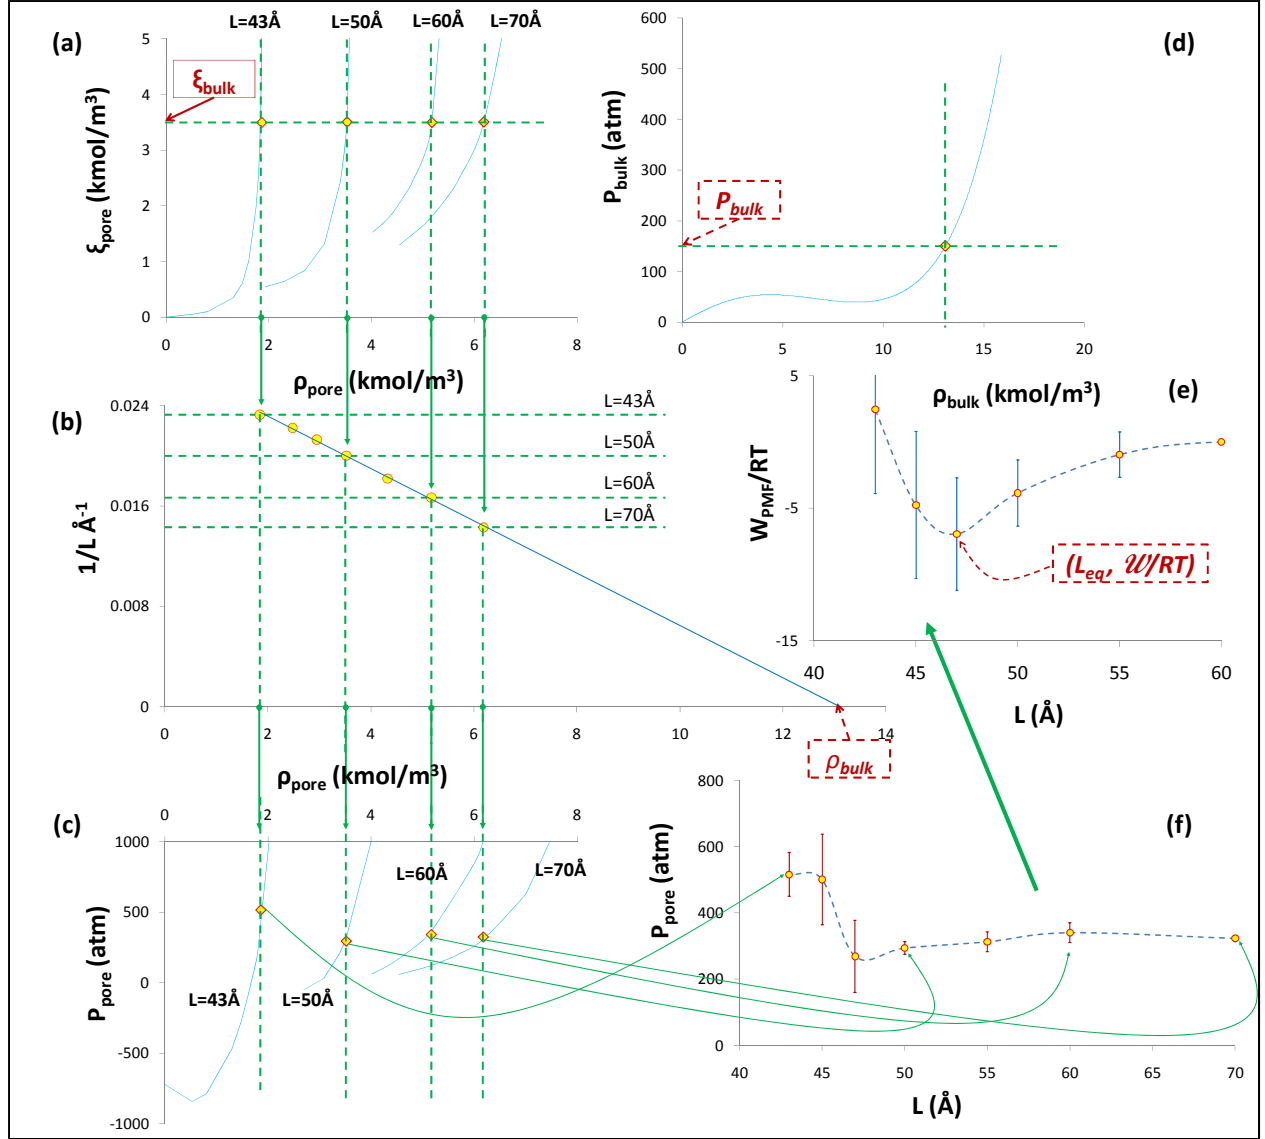 (a)
L=43Å
L=50Å
L=60Å
L=70Å
ξpore (kmol/m³)
5
4
3
2
1
0
ξbulk
0
2
4
6
8
ρpore (kmol/m³)
(d)
Pbulk (atm)
600
500
400
300
200
100
0
Pbulk
0
5
10
15
20
ρbulk (kmol/m³)
(b)
1/L Å⁻¹
0.024
0.016
0.008
0
L=43Å
L=50Å
L=60Å
L=70Å
0
2
4
6
8
10
12
14
ρbulk
ρpore (kmol/m³)
(e)
WPMF/RT
5
-5
-15
(Leq, 𝒲/RT)
40
45
50
55
60
L (Å)
(c)
0
2
4
6
8
Ppore (atm)
1000
500
0
-500
-1000
L=43Å
L=50Å
L=60Å
L=70Å
(f)
Ppore (atm)
800
600
400
200
0
40
45
50
55
60
65
70
L (Å)